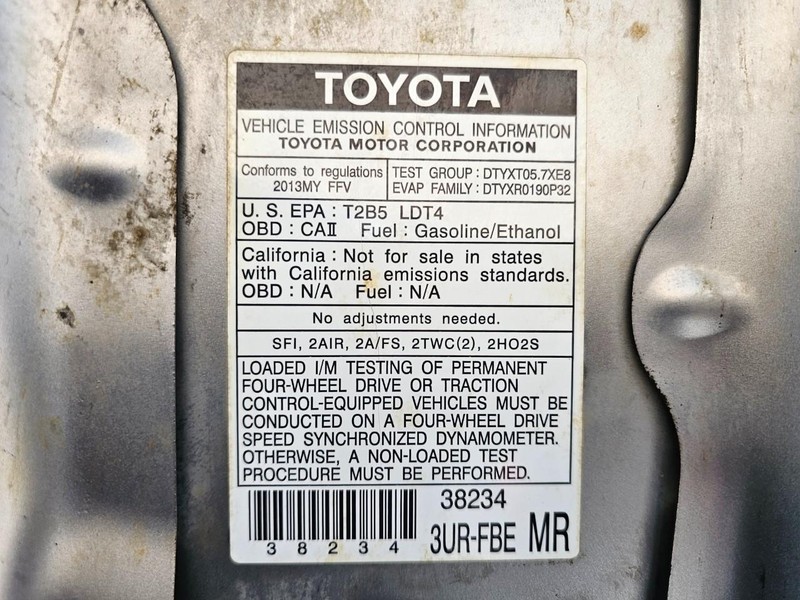 TOYOTA
VEHICLE EMISSION CONTROL INFORMATION
TOYOTA MOTOR CORPORATION
Conforms to regulations
2013MY FFV
TEST GROUP : DTYXT05.7XE8
EVAP FAMILY : DTYXR0190P32
U. S. EPA : T2B5 LDT4
OBD : CAⅡ Fuel : Gasoline/Ethanol
California : Not for sale in states
with California emissions standards.
OBD : N/A Fuel : N/A
No adjustments needed.
SFI, 2AIR, 2A/FS, 2TWC(2), 2HO2S
LOADED I/M TESTING OF PERMANENT
FOUR-WHEEL DRIVE OR TRACTION
CONTROL-EQUIPPED VEHICLES MUST BE
CONDUCTED ON A FOUR-WHEEL DRIVE
SPEED SYNCHRONIZED DYNAMOMETER.
OTHERWISE, A NON-LOADED TEST
PROCEDURE MUST BE PERFORMED.
38234
3 8 2 3 4
3UR-FBE MR